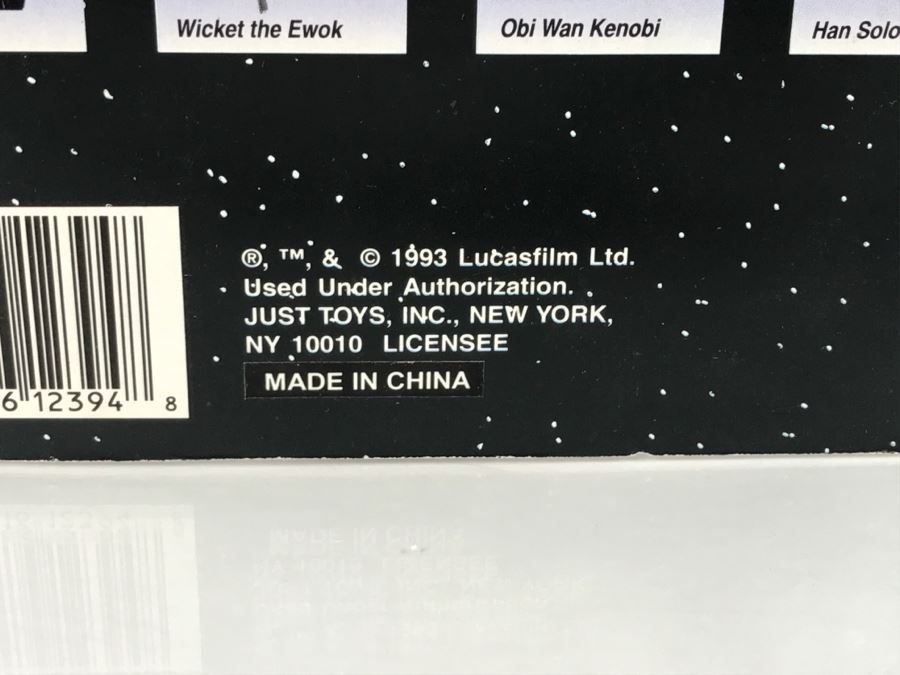 Wicket the Ewok
Obi Wan Kenobi
Han Solo
®, ™, & © 1993 Lucasfilm Ltd.
Used Under Authorization.
JUST TOYS, INC., NEW YORK,
NY 10010 LICENSEE
MADE IN CHINA
6 12394 8